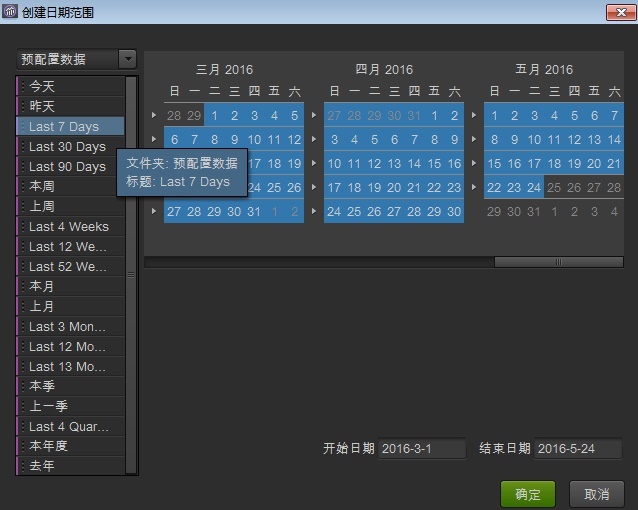 创建日期范围
预配置数据
今天
昨天
Last 7 Days
Last 30 Days
Last 90 Days
本周
上周
Last 4 Weeks
Last 12 We...
Last 52 We...
本月
上月
Last 3 Mon...
Last 12 Mo...
Last 13 Mo...
本季
上一季
Last 4 Quar...
本年度
去年
文件夹: 预配置数据
标题: Last 7 Days
三月 2016
日 一 二 三 四 五 六
28 29 1 2 3 4 5
6 7 8 9 10 11 12
17 18 19
24 25 26
27 28 29 30 31 1 2
四月 2016
日 一 二 三 四 五 六
27 28 29 30 31 1 2
3 4 5 6 7 8 9
10 11 12 13 14 15 16
17 18 19 20 21 22 23
24 25 26 27 28 29 30
五月 2016
日 一 二 三 四 五 六
1 2 3 4 5 6 7
8 9 10 11 12 13 14
15 16 17 18 19 20 21
22 23 24 25 26 27 28
29 30 31 1 2 3 4
开始日期 2016-3-1
结束日期 2016-5-24
确定
取消